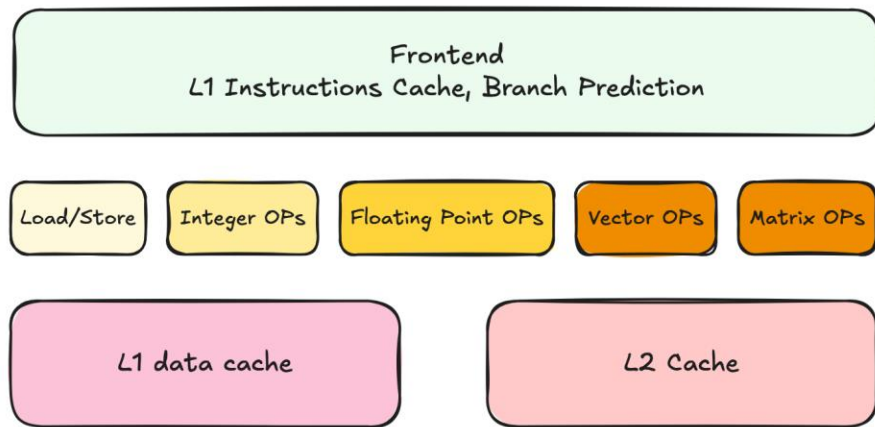 Frontend
L1 Instructions Cache, Branch Prediction
Load/Store
Integer OPs
Floating Point OPs
Vector OPs
Matrix OPs
L1 data cache
L2 Cache